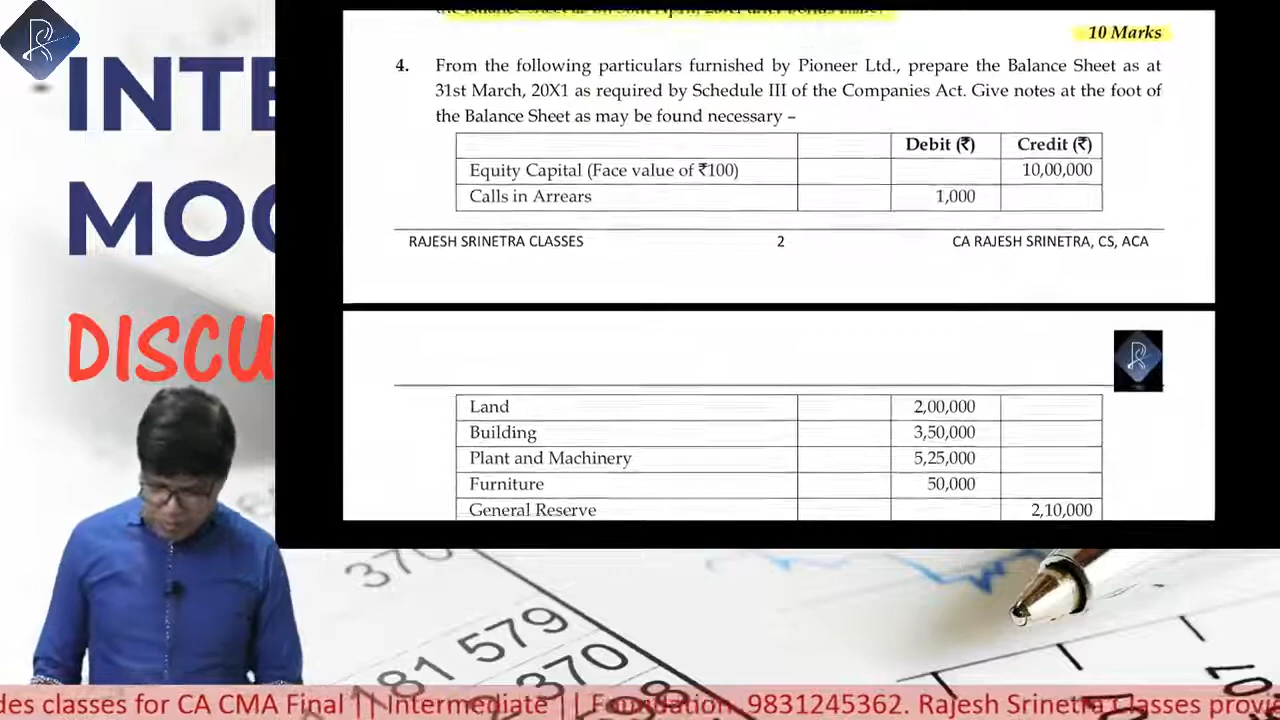 INTE
MOC
DISCU
10 Marks
4. From the following particulars furnished by Pioneer Ltd., prepare the Balance Sheet as at
31st March, 20X1 as required by Schedule III of the Companies Act. Give notes at the foot of
the Balance Sheet as may be found necessary –
Debit (₹) Credit (₹)
Equity Capital (Face value of ₹100) 10,00,000
Calls in Arrears 1,000
RAJESH SRINETRA CLASSES 2 CA RAJESH SRINETRA, CS, ACA
Land 2,00,000
Building 3,50,000
Plant and Machinery 5,25,000
Furniture 50,000
General Reserve 2,10,000
370
181 579
370
des classes for CA CMA Final || Intermediate || Foundation. 9831245362. Rajesh Srinetra Classes provi